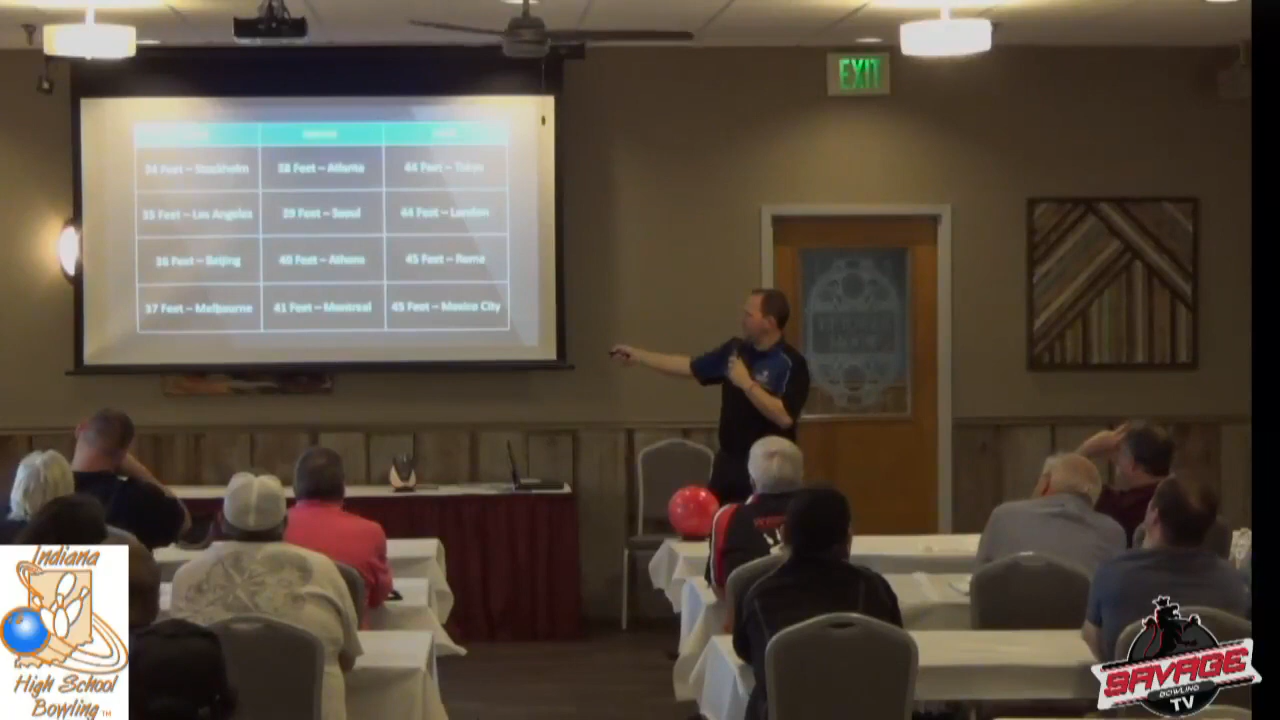 EXIT
34 Feet – Stockholm 38 Feet – Atlanta 44 Feet – Tokyo
35 Feet – Los Angeles 39 Feet – Seoul 44 Feet – London
36 Feet – Beijing 40 Feet – Athens 45 Feet – Rome
37 Feet – Melbourne 41 Feet – Montreal 45 Feet – Mexico City
Indiana
High School
Bowling
TM
SAVAGE
BOWLING
TV